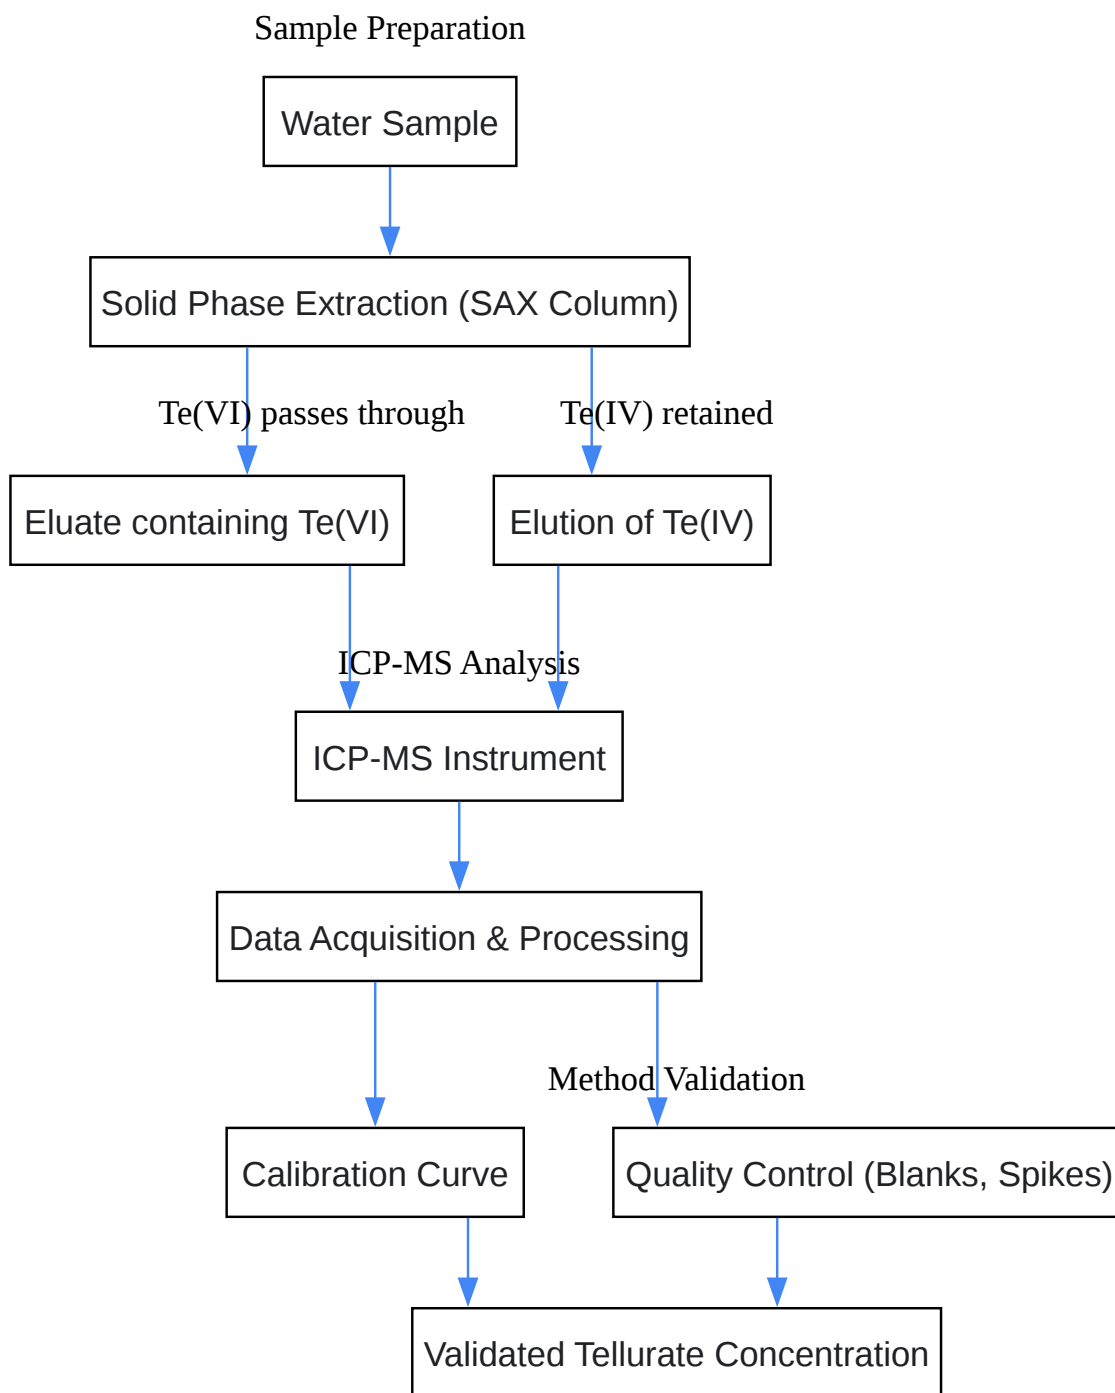 Sample Preparation
Water Sample
Solid Phase Extraction (SAX Column)
Te(VI) passes through
Te(IV) retained
Eluate containing Te(VI)
Elution of Te(IV)
ICP-MS Analysis
ICP-MS Instrument
Data Acquisition & Processing
Method Validation
Calibration Curve
Quality Control (Blanks, Spikes)
Validated Tellurate Concentration